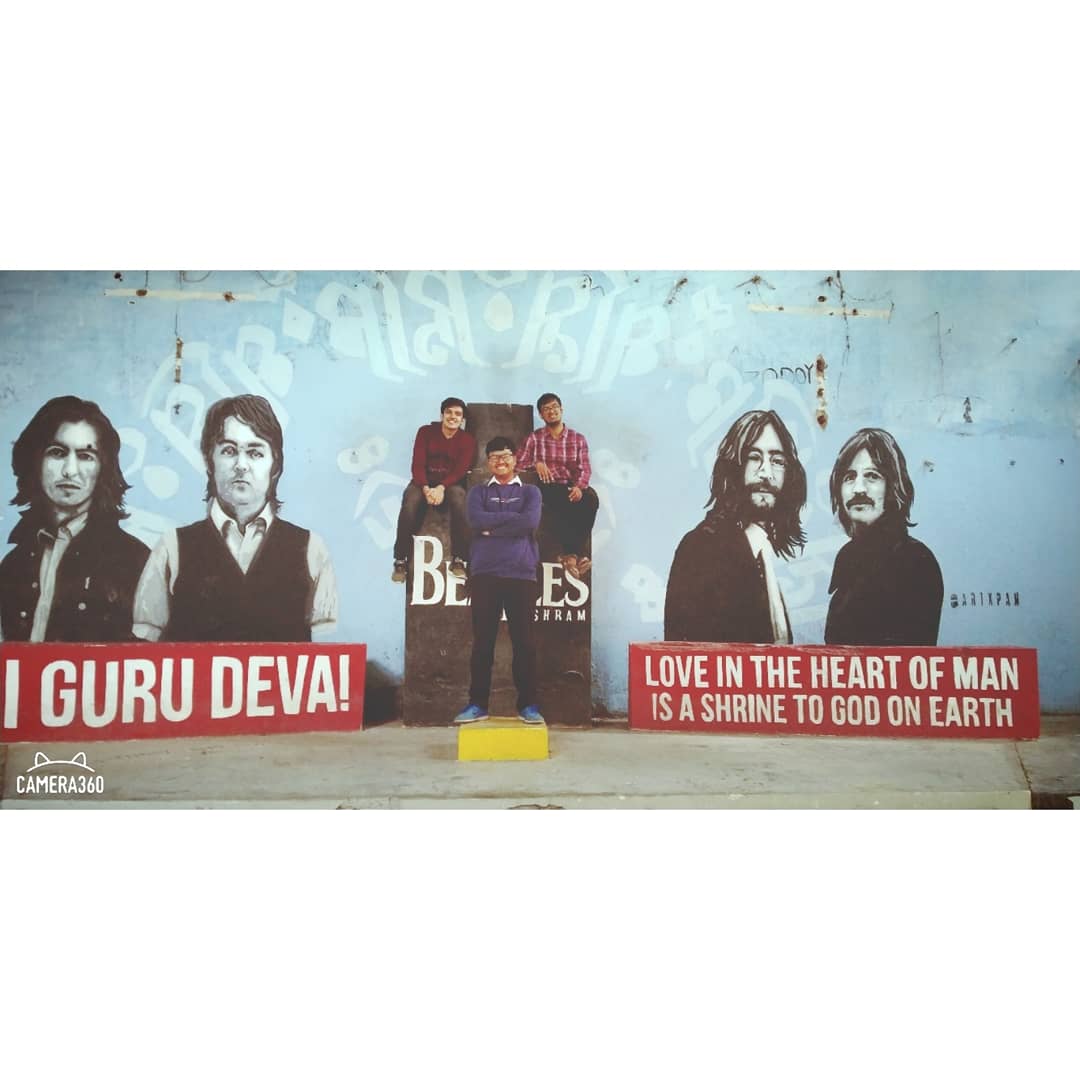 I GURU DEVA!
BE ES
SHRAM
LOVE IN THE HEART OF MAN
IS A SHRINE TO GOD ON EARTH
@ARTXPAN
CAMERA360